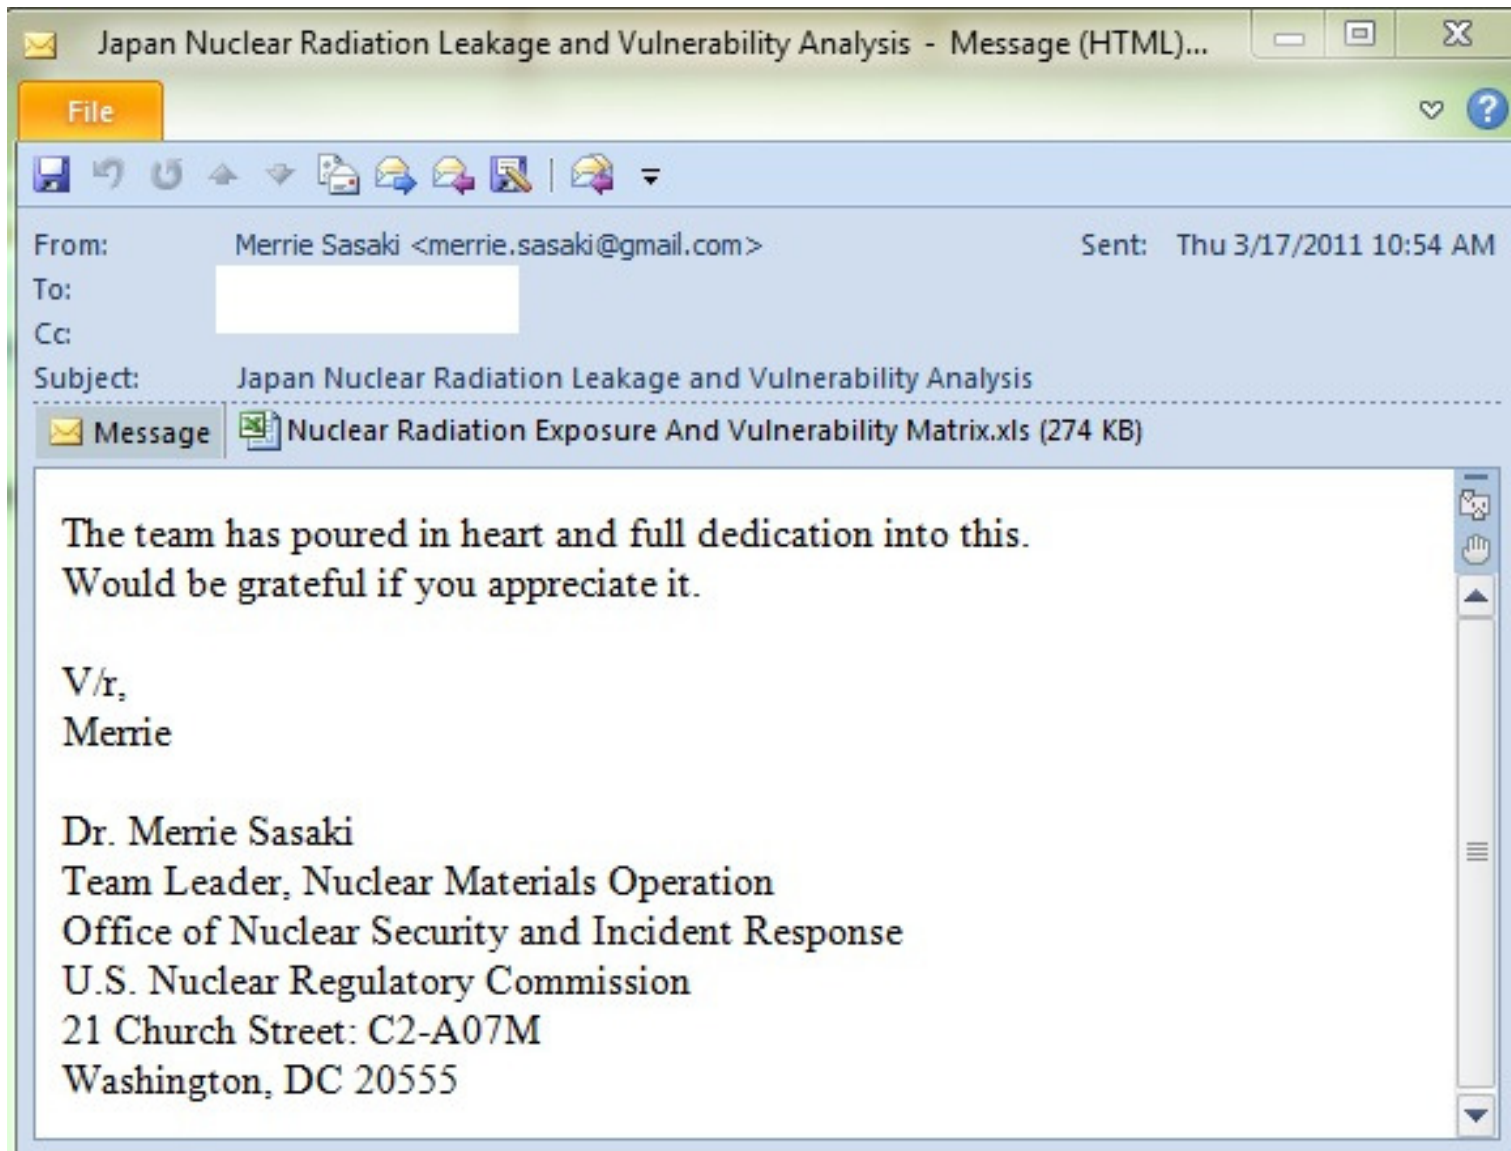 Japan Nuclear Radiation Leakage and Vulnerability Analysis - Message (HTML)...
File
From: Merrie Sasaki <merrie.sasaki@gmail.com> Sent: Thu 3/17/2011 10:54 AM
To:
Cc:
Subject: Japan Nuclear Radiation Leakage and Vulnerability Analysis
Message Nuclear Radiation Exposure And Vulnerability Matrix.xls (274 KB)
The team has poured in heart and full dedication into this.
Would be grateful if you appreciate it.
V/r,
Merrie
Dr. Merrie Sasaki
Team Leader, Nuclear Materials Operation
Office of Nuclear Security and Incident Response
U.S. Nuclear Regulatory Commission
21 Church Street: C2-A07M
Washington, DC 20555